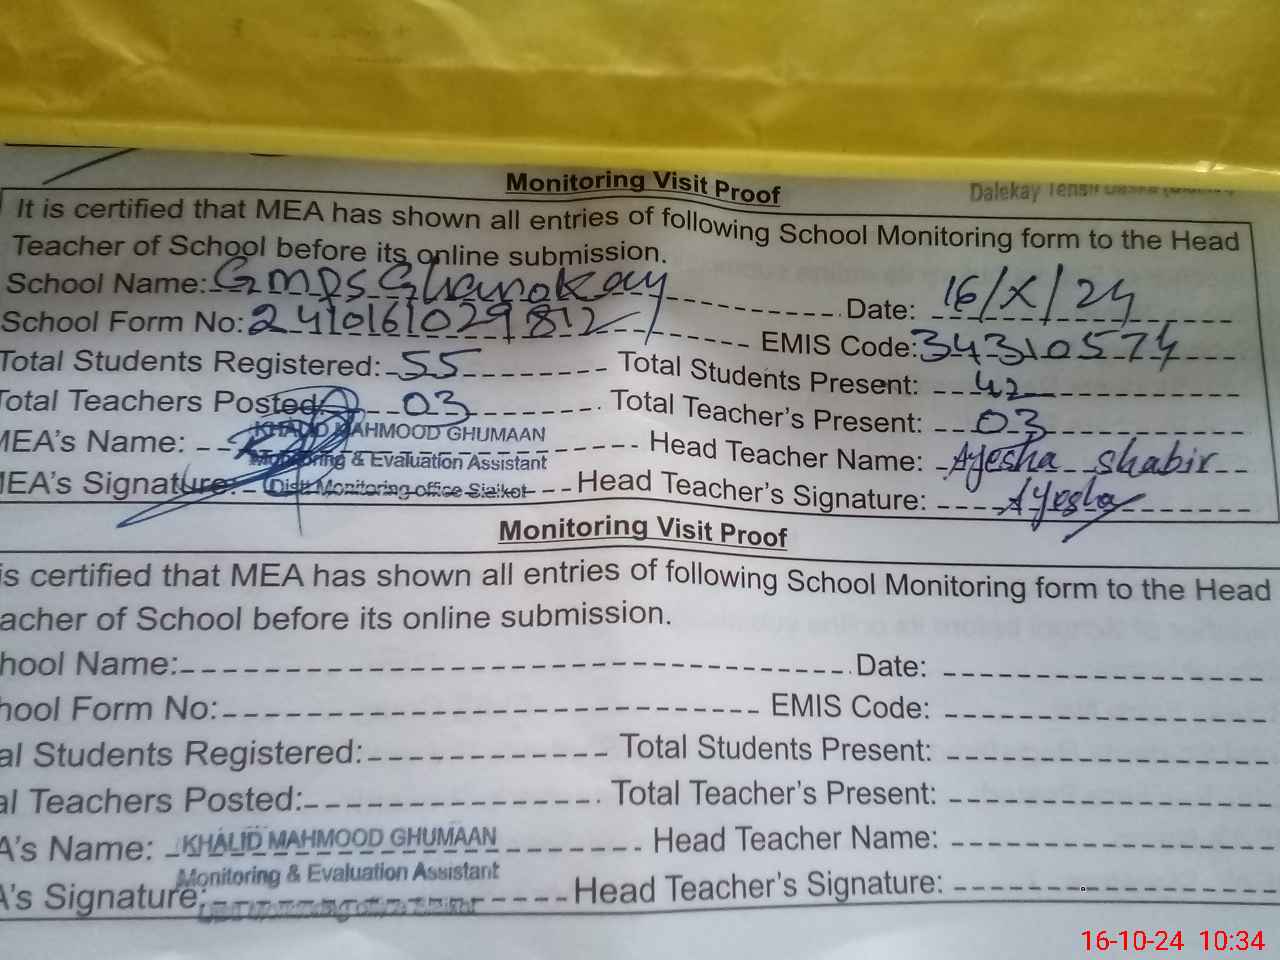 Monitoring Visit Proof
Dalekay Tehsil
It is certified that MEA has shown all entries of following School Monitoring form to the Head
Teacher of School before its online submission.
School Name: GMPS Ghanokay Date: 16/X/24
School Form No: 2410161029812 EMIS Code: 34310574
Total Students Registered: 55 Total Students Present: 42
Total Teachers Posted: 03 Total Teacher's Present: 03
MEA's Name: KHALID MAHMOOD GHUMAAN Head Teacher Name: Ayesha Shabir
Monitoring & Evaluation Assistant
MEA's Signature: Distt Monitoring office Sialkot Head Teacher's Signature: Ayesha
Monitoring Visit Proof
is certified that MEA has shown all entries of following School Monitoring form to the Head
acher of School before its online submission.
hool Name: Date:
hool Form No: EMIS Code:
al Students Registered: Total Students Present:
al Teachers Posted: Total Teacher's Present:
A's Name: KHALID MAHMOOD GHUMAAN Head Teacher Name:
Monitoring & Evaluation Assistant
A's Signature: Head Teacher's Signature:
16-10-24 10:34